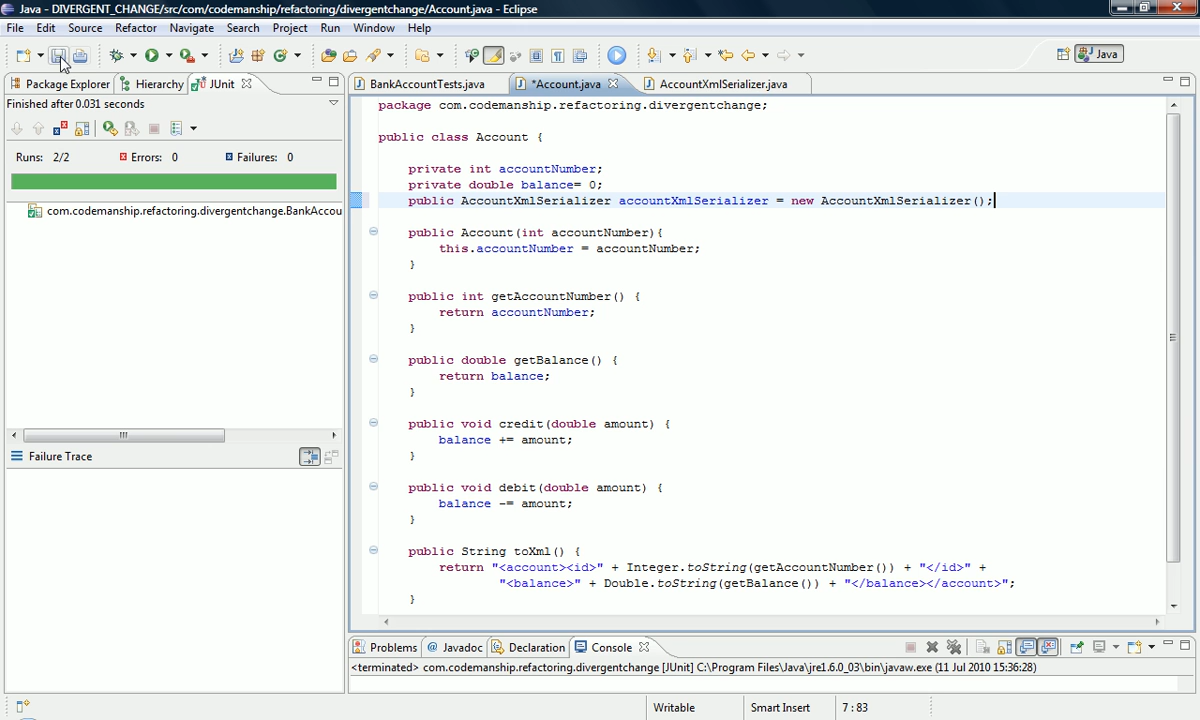 Java - DIVERGENT_CHANGE/src/com/codemanship/refactoring/divergentchange/Account.java - Eclipse
File Edit Source Refactor Navigate Search Project Run Window Help
Java
Package Explorer Hierarchy JUnit
BankAccountTests.java *Account.java AccountXmlSerializer.java
Finished after 0.031 seconds
Runs: 2/2 Errors: 0 Failures: 0
com.codemanship.refactoring.divergentchange.BankAccou
Failure Trace
package com.codemanship.refactoring.divergentchange;
public class Account {
private int accountNumber;
private double balance= 0;
public AccountXmlSerializer accountXmlSerializer = new AccountXmlSerializer();
public Account(int accountNumber){
this.accountNumber = accountNumber;
}
public int getAccountNumber() {
return accountNumber;
}
public double getBalance() {
return balance;
}
public void credit(double amount) {
balance += amount;
}
public void debit(double amount) {
balance -= amount;
}
public String toXml() {
return "<account><id>" + Integer.toString(getAccountNumber()) + "</id>" +
"<balance>" + Double.toString(getBalance()) + "</balance></account>";
}
Problems @ Javadoc Declaration Console
<terminated> com.codemanship.refactoring.divergentchange [JUnit] C:\Program Files\Java\jre1.6.0_03\bin\javaw.exe (11 Jul 2010 15:36:28)
Writable Smart Insert 7 : 83